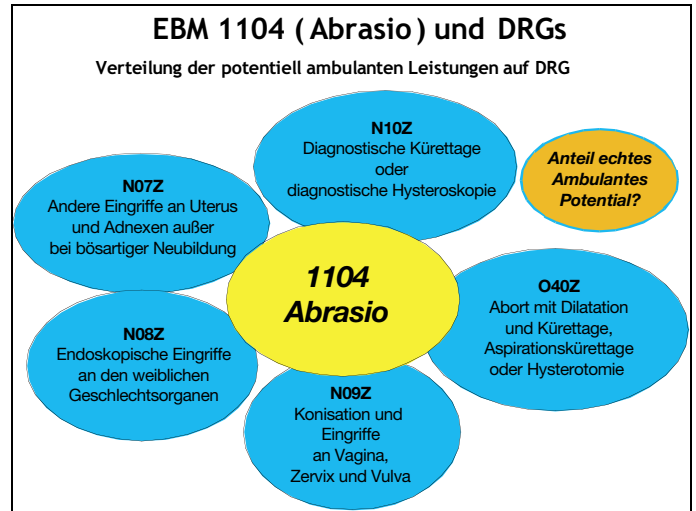 EBM 1104 ( Abrasio ) und DRGs
Verteilung der potentiell ambulanten Leistungen auf DRG
N10Z
Diagnostische Kürettage
oder
diagnostische Hysteroskopie
Anteil echtes
Ambulantes
Potential?
N07Z
Andere Eingriffe an Uterus
und Adnexen außer
bei bösartiger Neubildung
1104
Abrasio
O40Z
Abort mit Dilatation
und Kürettage,
Aspirationskürettage
oder Hysterotomie
N08Z
Endoskopische Eingriffe
an den weiblichen
Geschlechtsorganen
N09Z
Konisation und
Eingriffe
an Vagina,
Zervix und Vulva